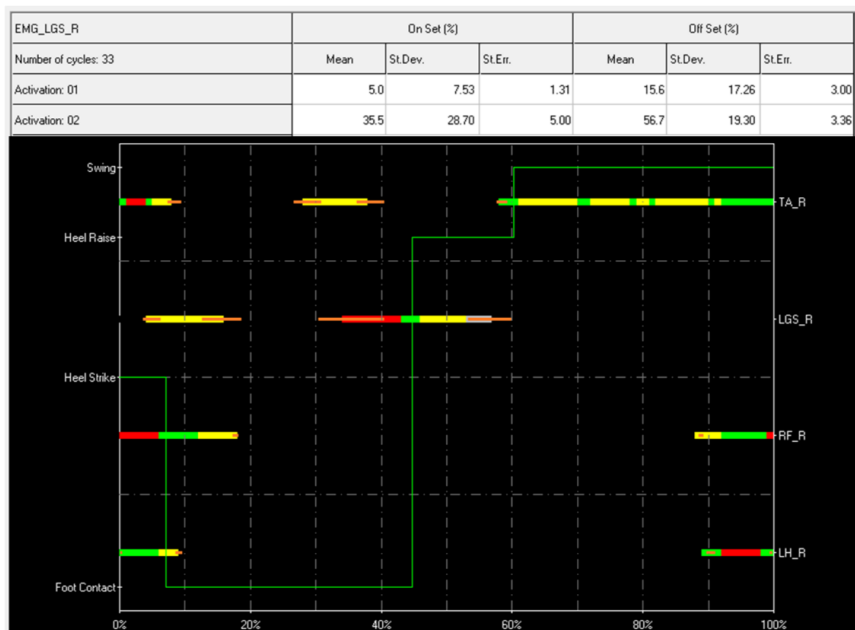 EMG_LGS_R On Set (%) Off Set (%)
Number of cycles: 33 Mean St.Dev. St.Err. Mean St.Dev. St.Err.
Activation: 01 5.0 7.53 1.31 15.6 17.26 3.00
Activation: 02 35.5 28.70 5.00 56.7 19.30 3.36
Swing
TA_R
Heel Raise
LGS_R
Heel Strike
RF_R
LH_R
Foot Contact
0% 20% 40% 60% 80% 100%